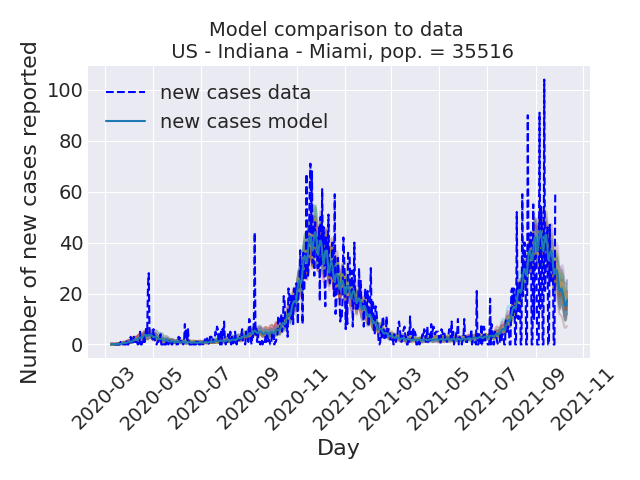 Model comparison to data
US - Indiana - Miami, pop. = 35516
Number of new cases reported
100
80
60
40
20
0
new cases data
new cases model
2020-03
2020-05
2020-07
2020-09
2020-11
2021-01
2021-03
2021-05
2021-07
2021-09
2021-11
Day